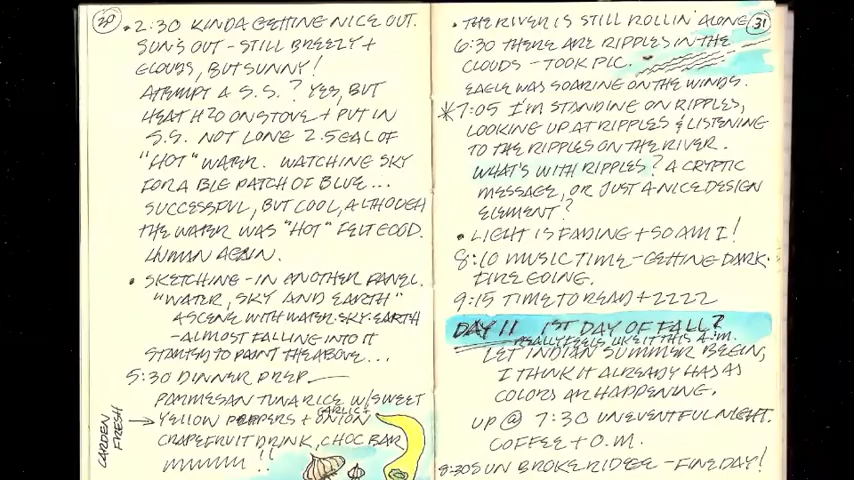 30
• 2:30 KINDA GETTING NICE OUT.
SUN'S OUT - STILL BREEZY +
CLOUDS, BUT SUNNY!
ATTEMPT A S.S.? YES, BUT
HEAT H2O ON STOVE + PUT IN
S.S. NOT LONG 2.5 GAL OF
"HOT" WATER. WATCHING SKY
FOR A BIG PATCH OF BLUE...
SUCCESSFUL, BUT COOL, ALTHOUGH
THE WATER WAS "HOT" FELT GOOD.
HUMAN AGAIN.
• SKETCHING - IN ANOTHER PANEL.
"WATER, SKY AND EARTH"
A SCENE WITH WATER·SKY·EARTH
- ALMOST FALLING INTO IT
STARTED TO PAINT THE ABOVE...
5:30 DINNER PREP
PARMESAN TUNA RICE W/SWEET
GARDEN FRESH → YELLOW PEPPERS + GARLIC ONION
GRAPEFRUIT DRINK, CHOC BAR
MMMMM !!
31
• THE RIVER IS STILL ROLLIN' ALONG
6:30 THERE ARE RIPPLES IN THE
CLOUDS - TOOK PIC.
EAGLE WAS SOARING ON THE WINDS.
* 7:05 I'M STANDING ON RIPPLES,
LOOKING UP AT RIPPLES & LISTENING
TO THE RIPPLES ON THE RIVER.
WHAT'S WITH RIPPLES? A CRYPTIC
MESSAGE, OR JUST A NICE DESIGN
ELEMENT?
• LIGHT IS FADING + SO AM I!
8:10 MUSIC TIME - GETTING DARK.
FIRE GOING.
9:15 TIME TO READ + ZZZZ
DAY 11 1ST DAY OF FALL?
REALLY FEELS LIKE IT THIS A.M.
LET INDIAN SUMMER BEGIN,
I THINK IT ALREADY HAS AS
COLORS ARE HAPPENING.
UP @ 7:30 UNEVENTFUL NIGHT.
COFFEE + O.M.
8:30 SUN BROKE RIDGE - FINE DAY!